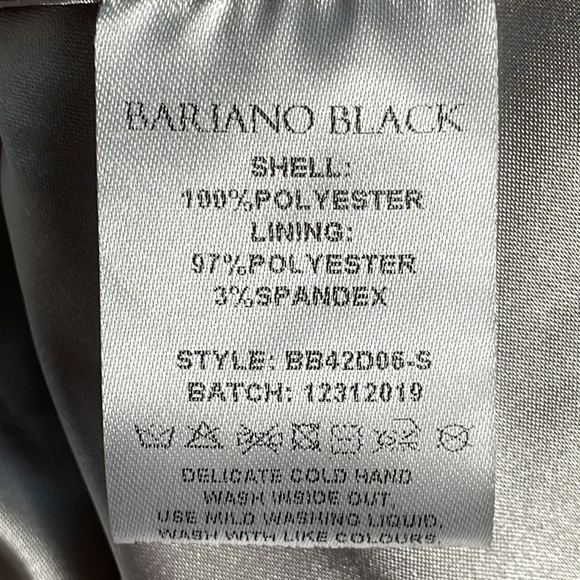 BARIANO BLACK
SHELL:
100%POLYESTER
LINING:
97%POLYESTER
3%SPANDEX
STYLE: BB42D06-S
BATCH: 12312019
DELICATE COLD HAND
WASH INSIDE OUT.
USE MILD WASHING LIQUID.
WASH WITH LIKE COLOURS.